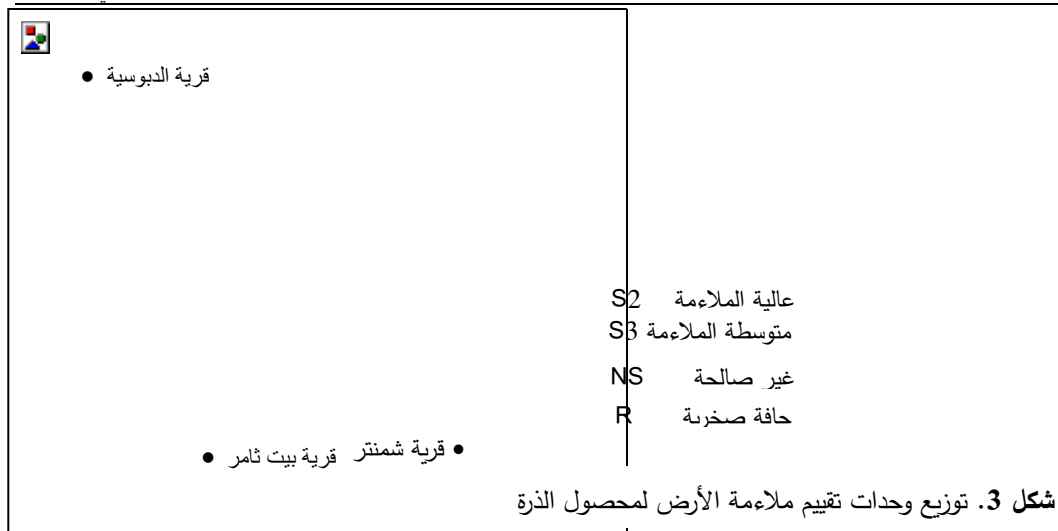 قرية الدبوسية ●
عالية الملاءمة S2
متوسطة الملاءمة S3
غير صالحة NS
حافة صخرية R
● قرية شمنتر قرية بيت ثامر ●
شكل 3. توزيع وحدات تقييم ملاءمة الأرض لمحصول الذرة